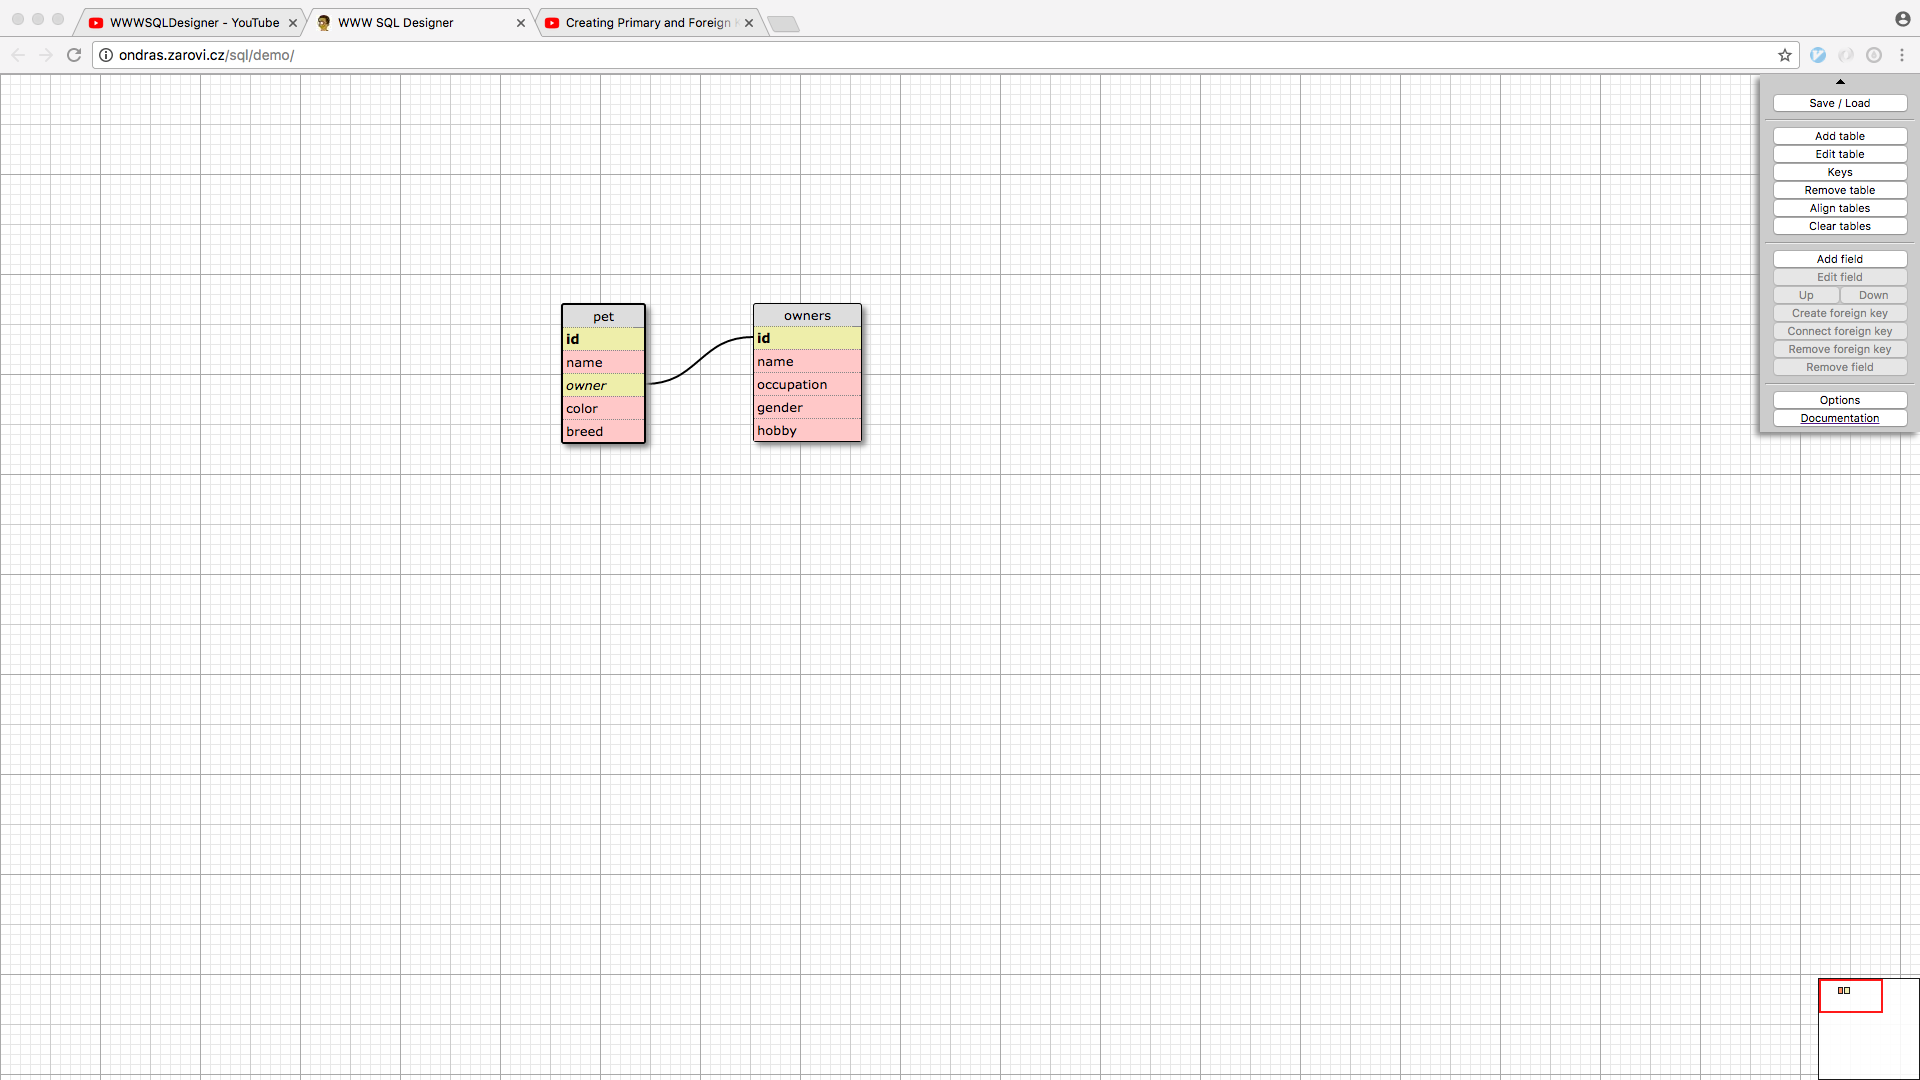 WWWSQLDesigner - YouTube
WWW SQL Designer
Creating Primary and Foreign
ondras.zarovi.cz/sql/demo/
Save / Load
Add table
Edit table
Keys
Remove table
Align tables
Clear tables
Add field
Edit field
Up Down
Create foreign key
Connect foreign key
Remove foreign key
Remove field
Options
Documentation
pet
id
name
owner
color
breed
owners
id
name
occupation
gender
hobby